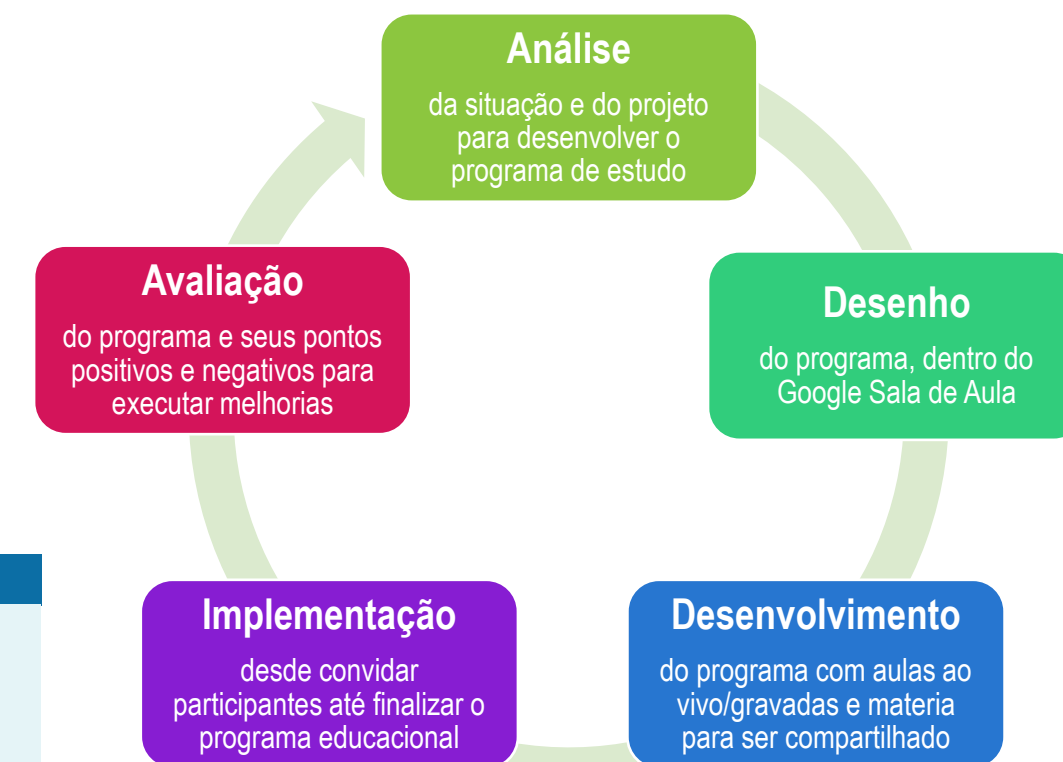 Análise
da situação e do projeto
para desenvolver o
programa de estudo
Desenho
do programa, dentro do
Google Sala de Aula
Desenvolvimento
do programa com aulas ao
vivo/gravadas e materia
para ser compartilhado
Implementação
desde convidar
participantes até finalizar o
programa educacional
Avaliação
do programa e seus pontos
positivos e negativos para
executar melhorias